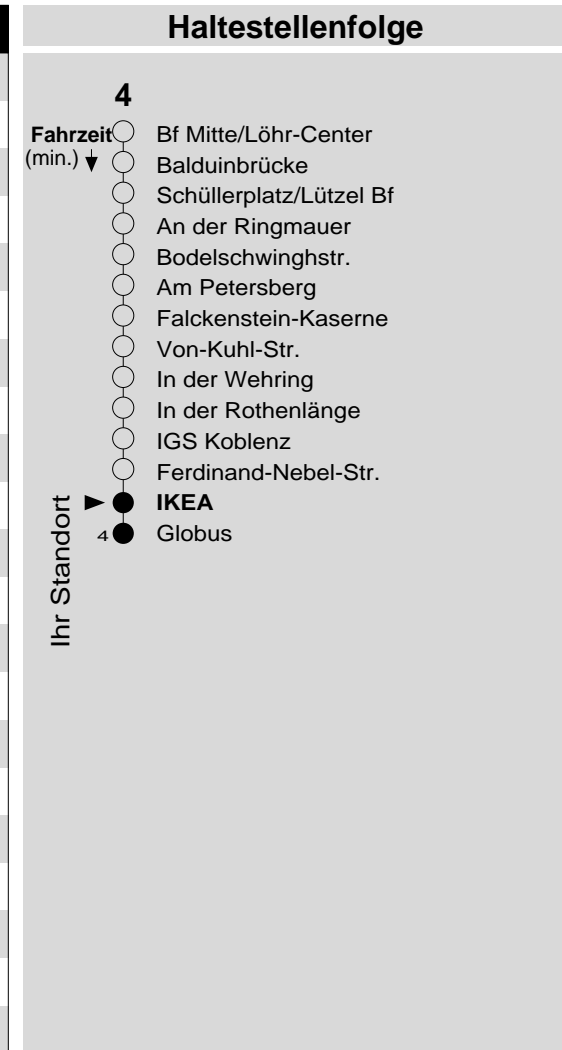 Haltestellenfolge
4
Fahrzeit Bf Mitte/Löhr-Center
(min.) Balduinbrücke
Schüllerplatz/Lützel Bf
An der Ringmauer
Bodelschwinghstr.
Am Petersberg
Falckenstein-Kaserne
Von-Kuhl-Str.
In der Wehring
In der Rothenlänge
IGS Koblenz
Ferdinand-Nebel-Str.
IKEA
4 Globus
Ihr Standort